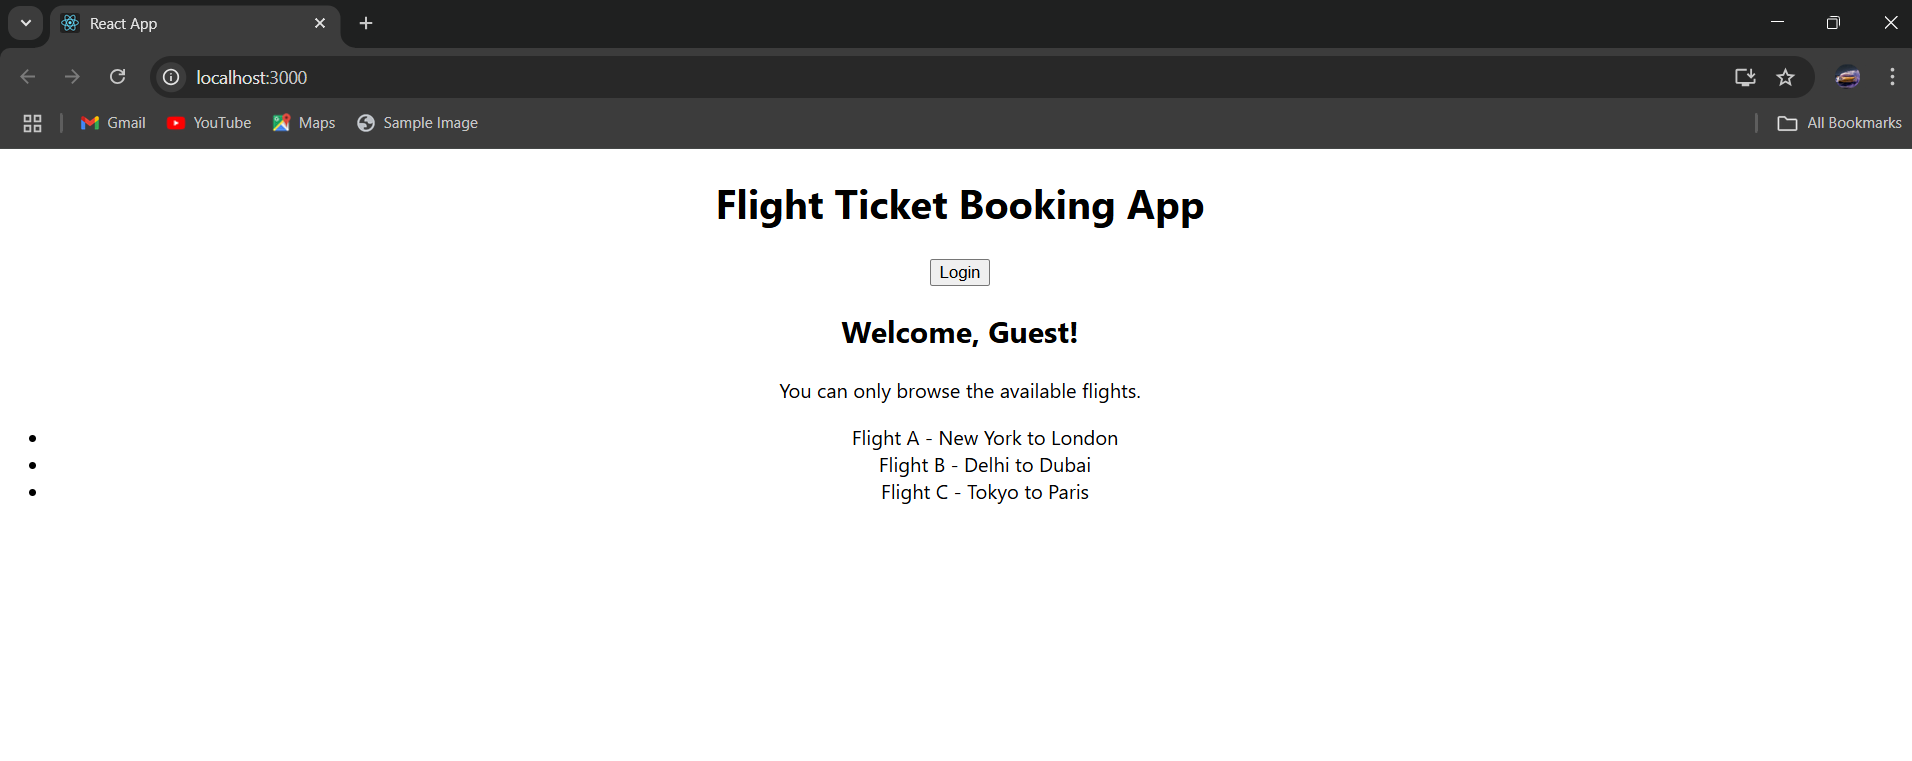 React App
localhost:3000
Gmail YouTube Maps Sample Image All Bookmarks
Flight Ticket Booking App
Login
Welcome, Guest!
You can only browse the available flights.
Flight A - New York to London
Flight B - Delhi to Dubai
Flight C - Tokyo to Paris